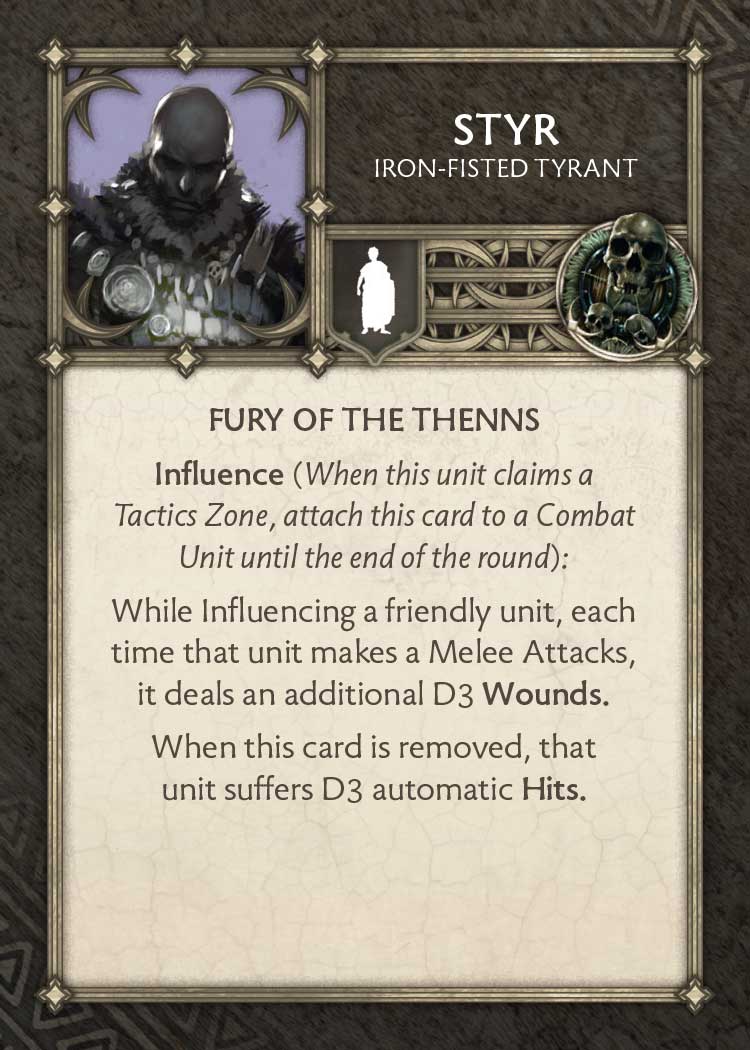 STYR
IRON-FISTED TYRANT
FURY OF THE THENNS
Influence (When this unit claims a
Tactics Zone, attach this card to a Combat
Unit until the end of the round):
While Influencing a friendly unit, each
time that unit makes a Melee Attacks,
it deals an additional D3 Wounds.
When this card is removed, that
unit suffers D3 automatic Hits.